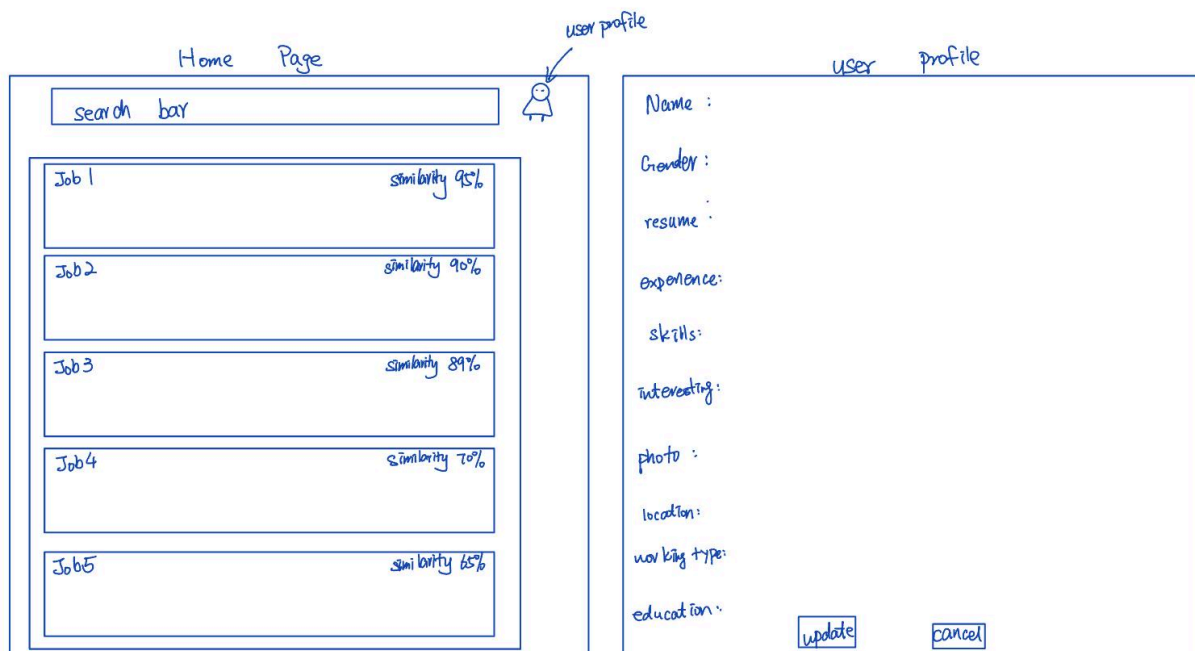 user profile
Home Page
search bar
Job 1 similarity 95%
Job 2 similarity 90%
Job 3 similarity 89%
Job 4 similarity 70%
Job 5 similarity 65%
user profile
Name :
Gender :
resume :
experience:
skills:
interesting:
photo :
location:
working type:
education:
update cancel